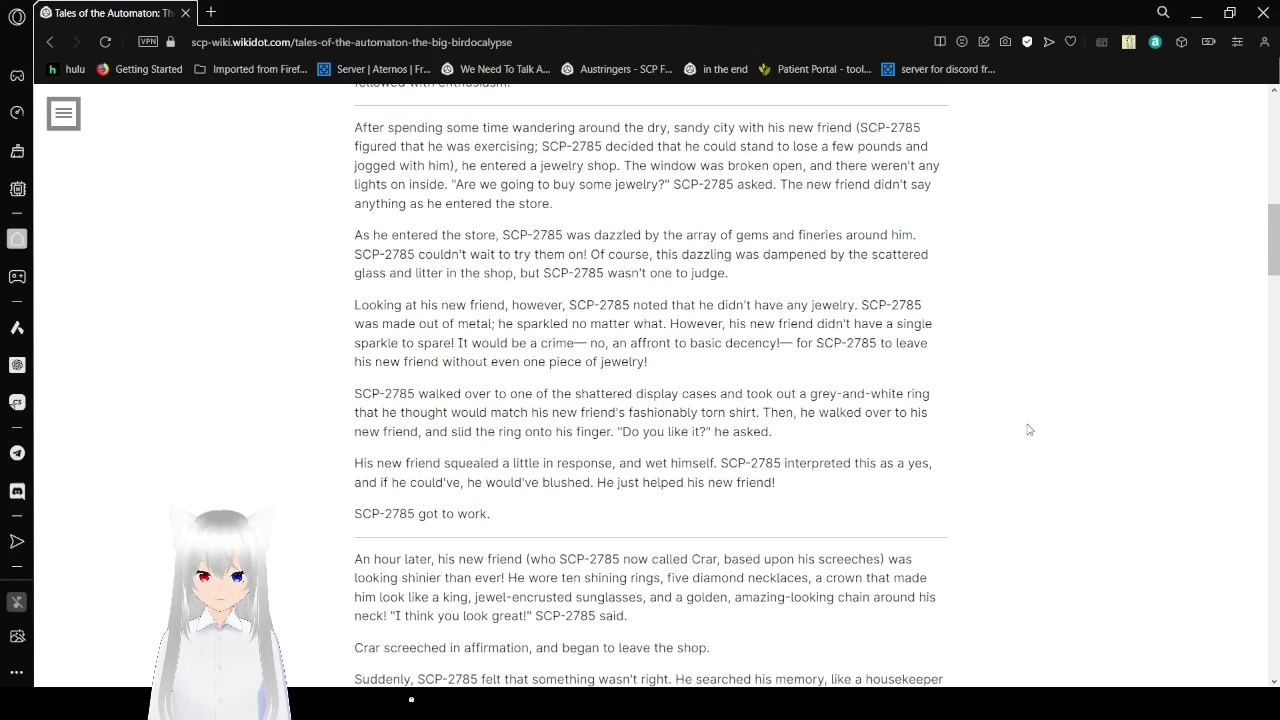 Tales of the Automaton: Th
scp-wiki.wikidot.com/tales-of-the-automaton-the-big-birdocalypse
VPN
hulu
Getting Started
Imported from Firef...
Server | Aternos | Fr...
We Need To Talk A...
Austringers - SCP F...
in the end
Patient Portal - tool...
server for discord fr...
followed with enthusiasm.
After spending some time wandering around the dry, sandy city with his new friend (SCP-2785
figured that he was exercising; SCP-2785 decided that he could stand to lose a few pounds and
jogged with him), he entered a jewelry shop. The window was broken open, and there weren't any
lights on inside. "Are we going to buy some jewelry?" SCP-2785 asked. The new friend didn't say
anything as he entered the store.
As he entered the store, SCP-2785 was dazzled by the array of gems and fineries around him.
SCP-2785 couldn't wait to try them on! Of course, this dazzling was dampened by the scattered
glass and litter in the shop, but SCP-2785 wasn't one to judge.
Looking at his new friend, however, SCP-2785 noted that he didn't have any jewelry. SCP-2785
was made out of metal; he sparkled no matter what. However, his new friend didn't have a single
sparkle to spare! It would be a crime— no, an affront to basic decency!— for SCP-2785 to leave
his new friend without even one piece of jewelry!
SCP-2785 walked over to one of the shattered display cases and took out a grey-and-white ring
that he thought would match his new friend's fashionably torn shirt. Then, he walked over to his
new friend, and slid the ring onto his finger. "Do you like it?" he asked.
His new friend squealed a little in response, and wet himself. SCP-2785 interpreted this as a yes,
and if he could've, he would've blushed. He just helped his new friend!
SCP-2785 got to work.
An hour later, his new friend (who SCP-2785 now called Crar, based upon his screeches) was
looking shinier than ever! He wore ten shining rings, five diamond necklaces, a crown that made
him look like a king, jewel-encrusted sunglasses, and a golden, amazing-looking chain around his
neck! "I think you look great!" SCP-2785 said.
Crar screeched in affirmation, and began to leave the shop.
Suddenly, SCP-2785 felt that something wasn't right. He searched his memory, like a housekeeper